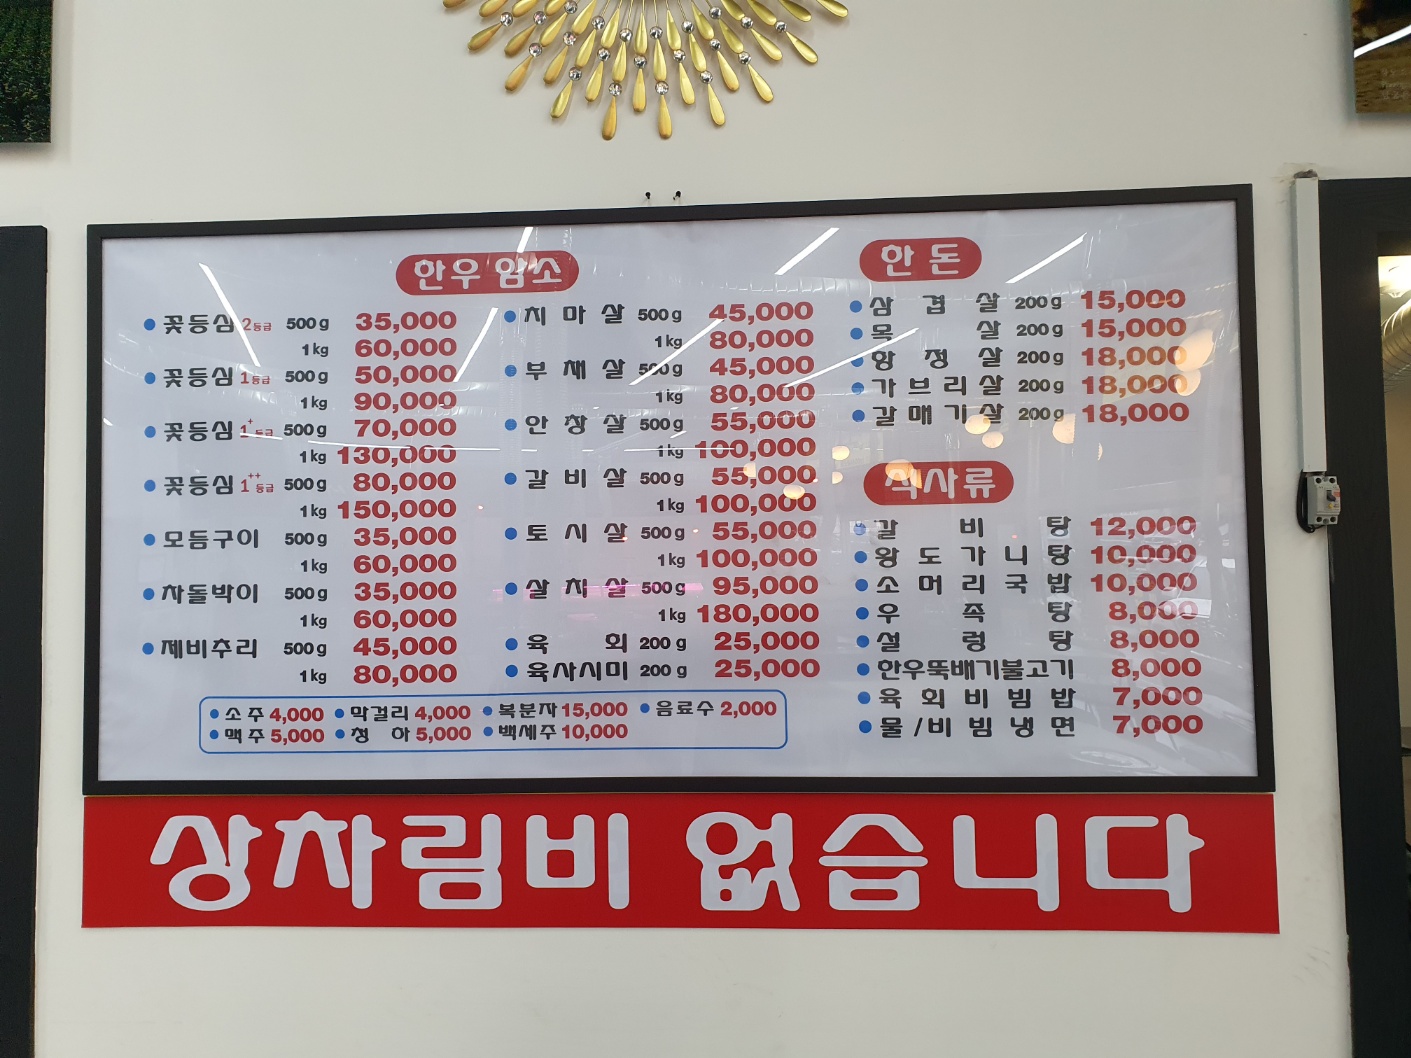 한우 암소
꽃등심 2등급 500g 35,000
1kg 60,000
꽃등심 1등급 500g 50,000
1kg 90,000
꽃등심 1+등급 500g 70,000
1kg 130,000
꽃등심 1++등급 500g 80,000
1kg 150,000
모듬구이 500g 35,000
1kg 60,000
차돌박이 500g 35,000
1kg 60,000
제비추리 500g 45,000
1kg 80,000
치마살 500g 45,000
1kg 80,000
부채살 500g 45,000
1kg 80,000
안창살 500g 55,000
1kg 100,000
갈비살 500g 55,000
1kg 100,000
토시살 500g 55,000
1kg 100,000
살치살 500g 95,000
1kg 180,000
육회 200g 25,000
육사시미 200g 25,000
소주 4,000 막걸리 4,000 복분자 15,000 음료수 2,000
맥주 5,000 청하 5,000 백세주 10,000
한돈
삼겹살 200g 15,000
목살 200g 15,000
항정살 200g 18,000
가브리살 200g 18,000
갈매기살 200g 18,000
식사류
갈비탕 12,000
왕도가니탕 10,000
소머리국밥 10,000
우족탕 8,000
설렁탕 8,000
한우뚝배기불고기 8,000
육회비빔밥 7,000
물/비빔냉면 7,000
상차림비 없습니다